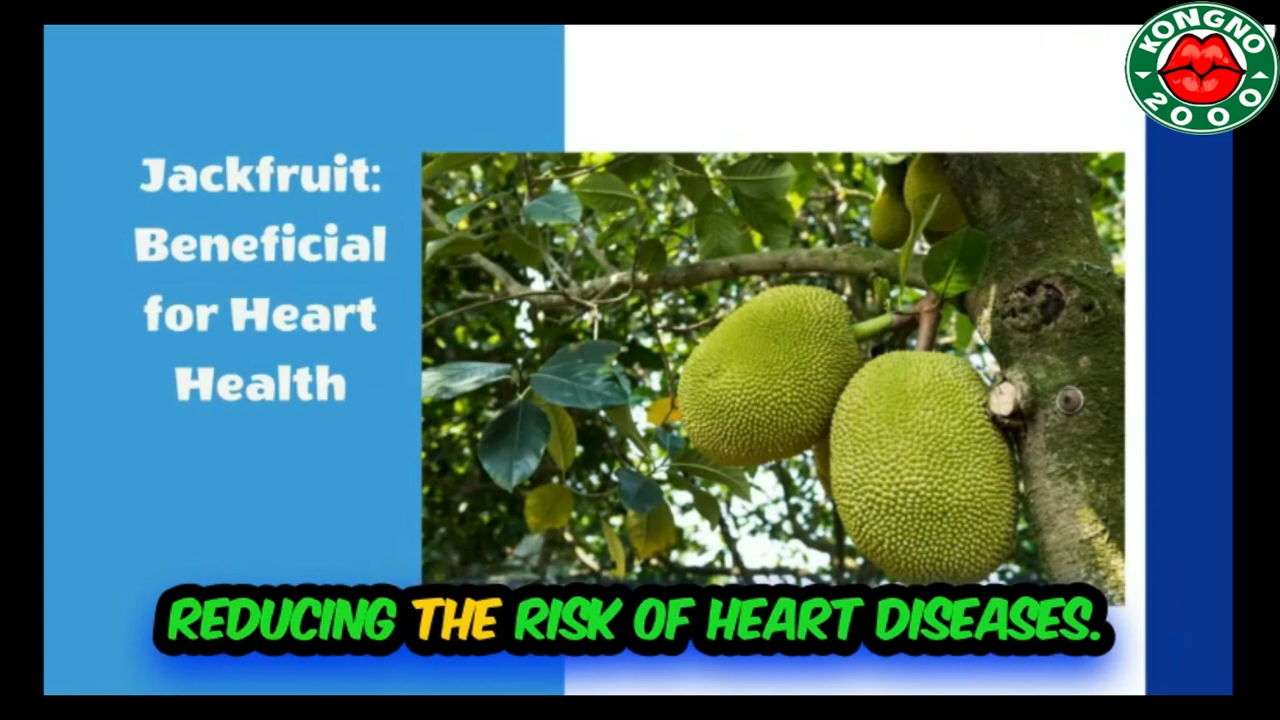 KONGNO
2000
Jackfruit:
Beneficial
for Heart
Health
REDUCING THE RISK OF HEART DISEASES.